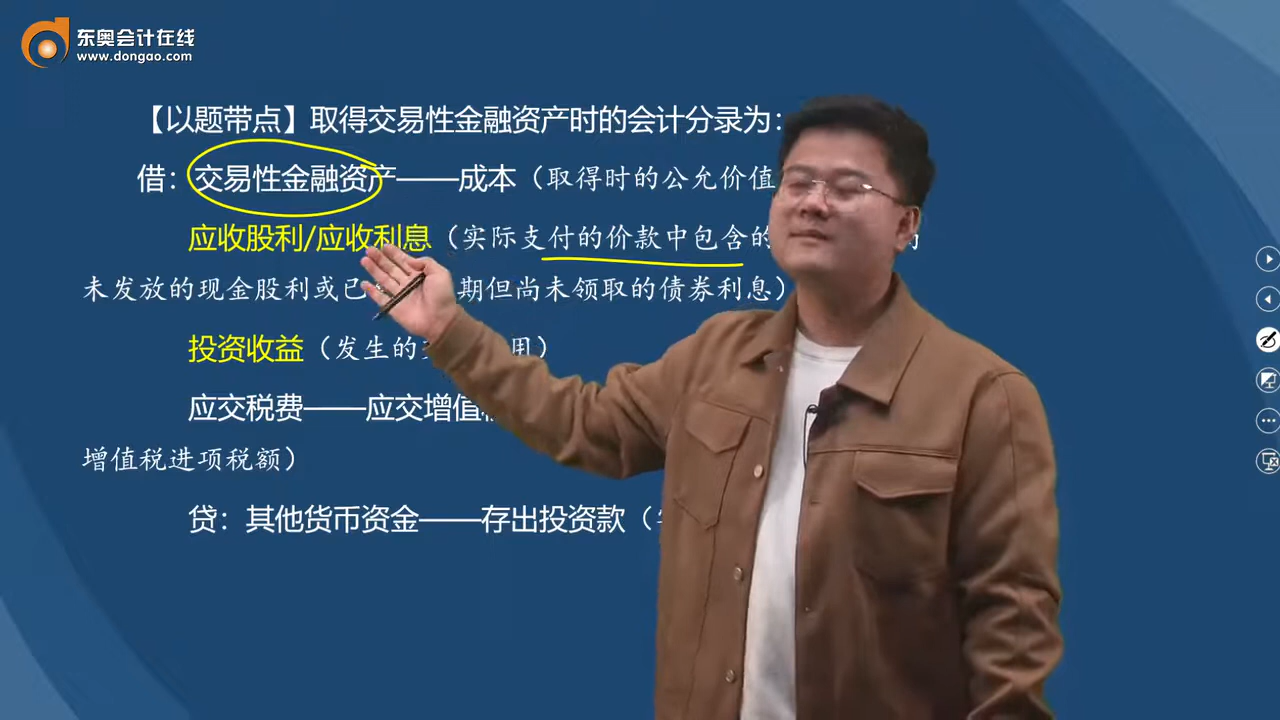 东奥会计在线
www.dongao.com
【以题带点】取得交易性金融资产时的会计分录为：
借：交易性金融资产——成本（取得时的公允价值
应收股利/应收利息（实际支付的价款中包含的
未发放的现金股利或已 期但尚未领取的债券利息）
投资收益（发生的 用）
应交税费——应交增值
增值税进项税额）
贷：其他货币资金——存出投资款（